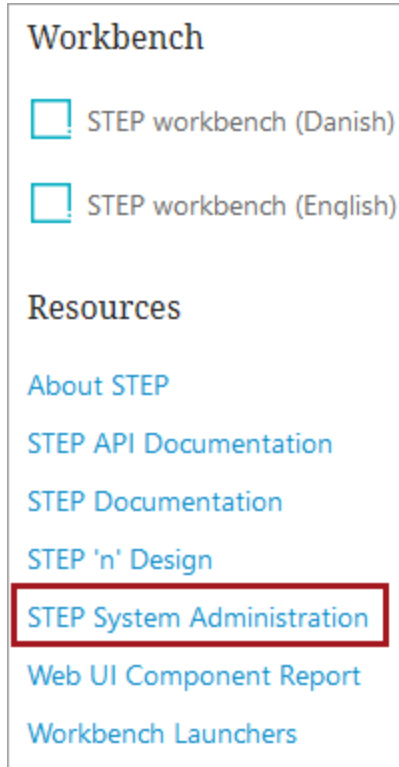 Workbench
STEP workbench (Danish)
STEP workbench (English)
Resources
About STEP
STEP API Documentation
STEP Documentation
STEP 'n' Design
STEP System Administration
Web UI Component Report
Workbench Launchers